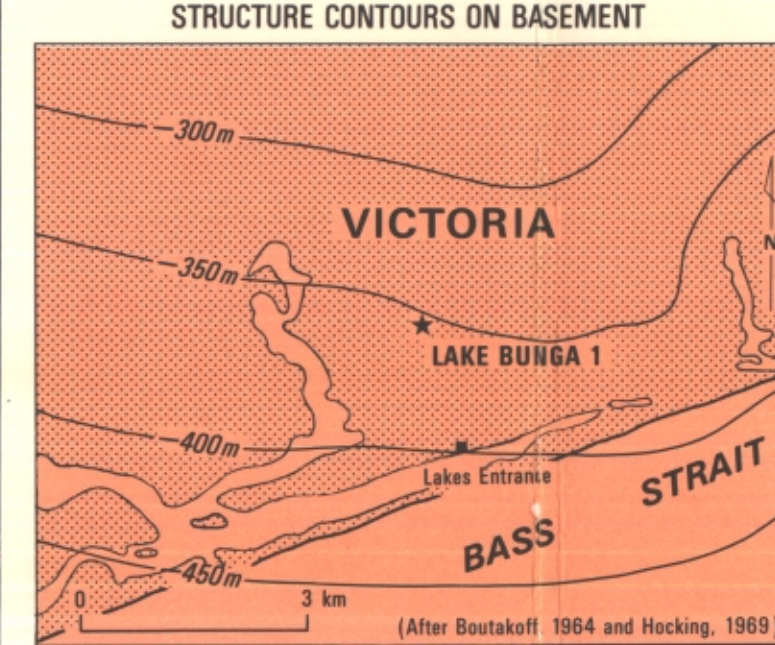 STRUCTURE CONTOURS ON BASEMENT
300m
VICTORIA
N
350m
LAKE BUNGA 1
400m
Lakes Entrance
STRAIT
BASS
450m
0 3 km
(After Boutakoff, 1964 and Hocking, 1969)